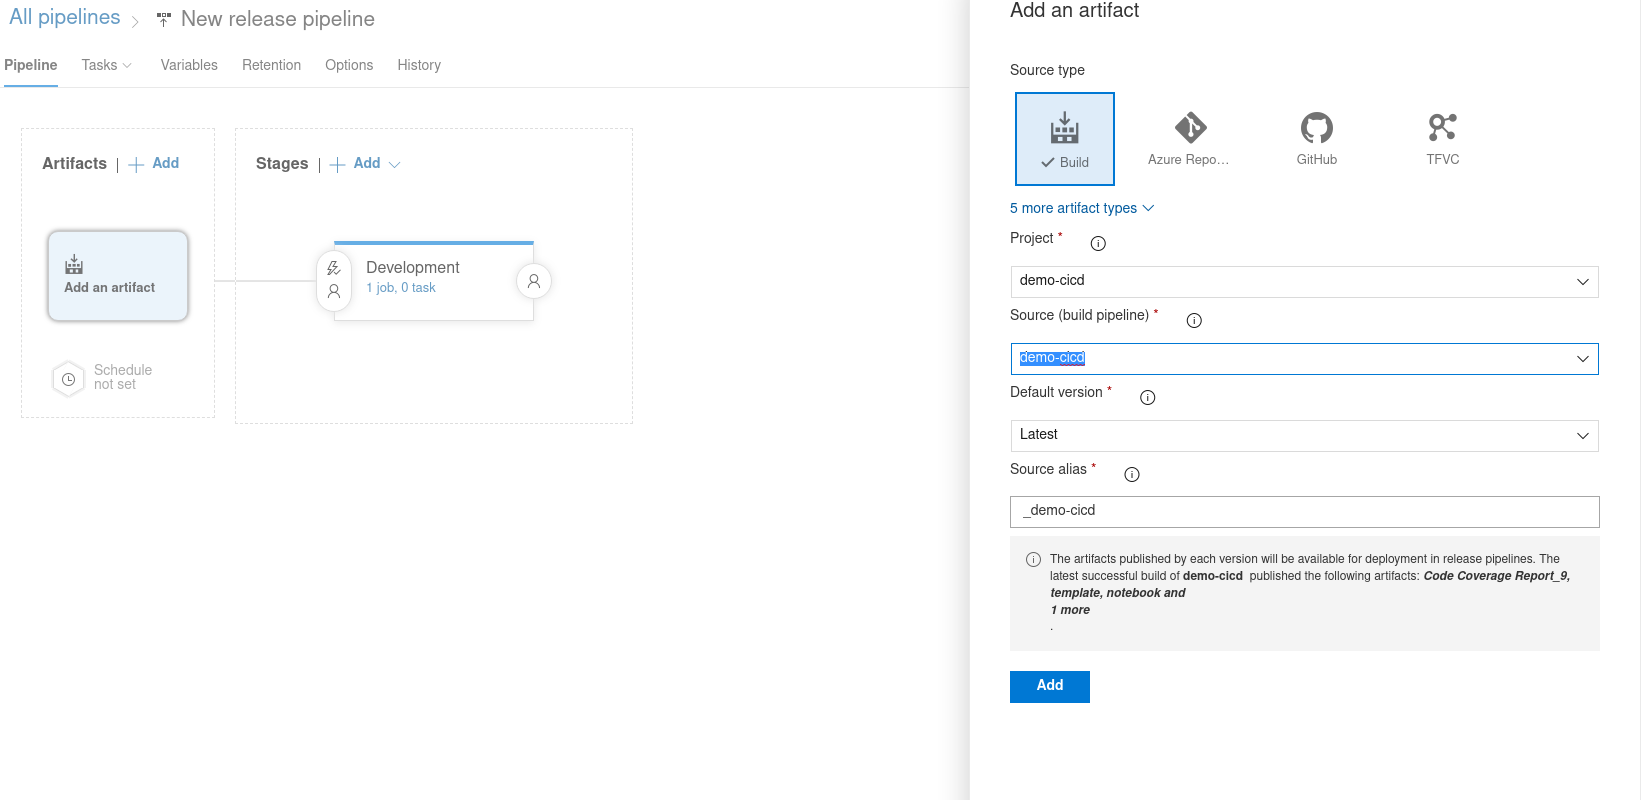 All pipelines
New release pipeline
Pipeline Tasks Variables Retention Options History
Artifacts | Add
Stages | Add
Add an artifact
Schedule
not set
Development
1 job, 0 task
Add an artifact
Source type
Build
Azure Repo...
GitHub
TFVC
5 more artifact types
Project *
demo-cicd
Source (build pipeline) *
demo-cicd
Default version *
Latest
Source alias *
_demo-cicd
The artifacts published by each version will be available for deployment in release pipelines. The
latest successful build of demo-cicd published the following artifacts: Code Coverage Report_9,
template, notebook and
1 more
.
Add